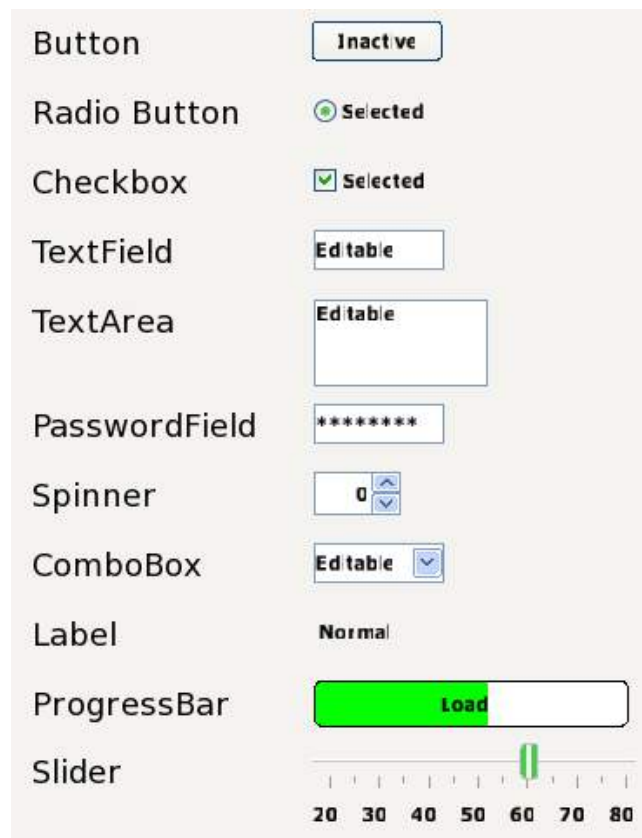 Button Inactive
Radio Button Selected
Checkbox Selected
TextField Editable
TextArea Editable
PasswordField ********
Spinner 0
ComboBox Editable
Label Normal
ProgressBar Load
Slider
20 30 40 50 60 70 80